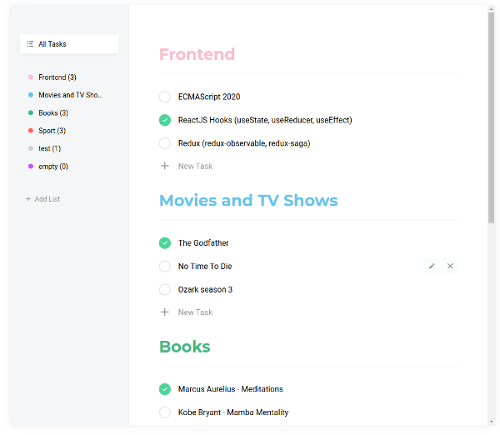 All Tasks
Frontend (3)
Movies and TV Sho...
Books (3)
Sport (3)
test (1)
empty (0)
+ Add List
Frontend
ECMAScript 2020
ReactJS Hooks (useState, useReducer, useEffect)
Redux (redux-observable, redux-saga)
+ New Task
Movies and TV Shows
The Godfather
No Time To Die
Ozark season 3
+ New Task
Books
Marcus Aurelius - Meditations
Kobe Bryant - Mamba Mentality